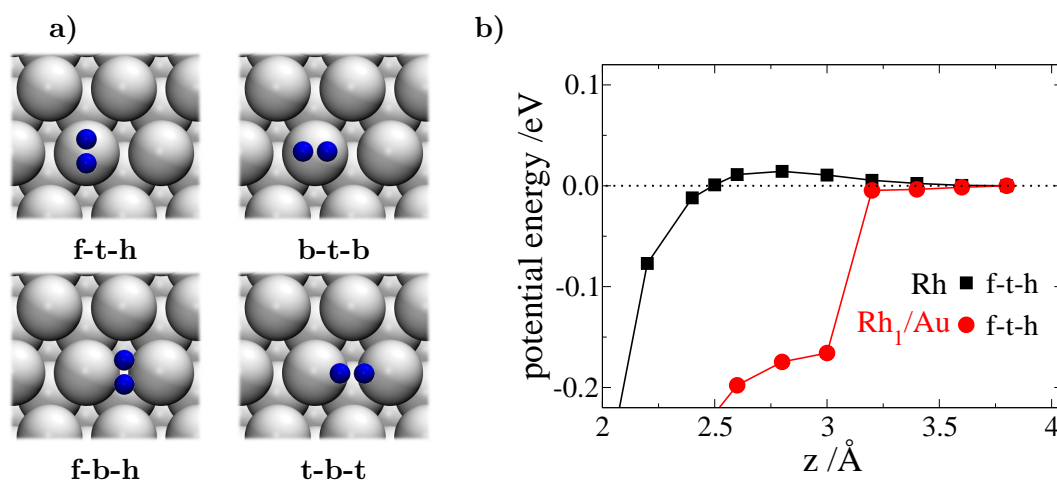 a)
f-t-h
b-t-b
f-b-h
t-b-t
b)
potential energy /eV
0.1
0.0
-0.1
-0.2
Rh f-t-h
Rh₁/Au f-t-h
2 2.5 3 3.5 4
z /Å